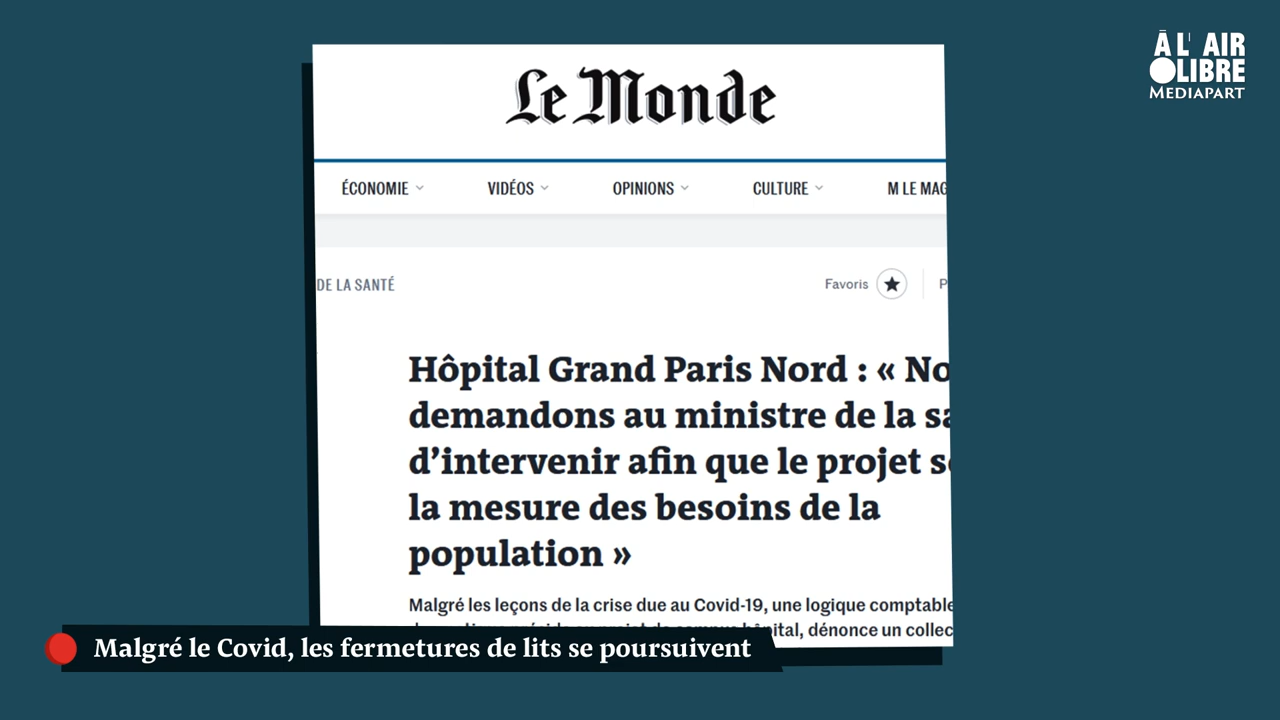 À L' AIR
LIBRE
MEDIAPART
Le Monde
ÉCONOMIE
VIDÉOS
OPINIONS
CULTURE
M LE MAG
DE LA SANTÉ
Favoris
P
Hôpital Grand Paris Nord : « No
demandons au ministre de la sa
d'intervenir afin que le projet s
la mesure des besoins de la
population »
Malgré les leçons de la crise due au Covid-19, une logique comptable
hôpital, dénonce un collec
Malgré le Covid, les fermetures de lits se poursuivent